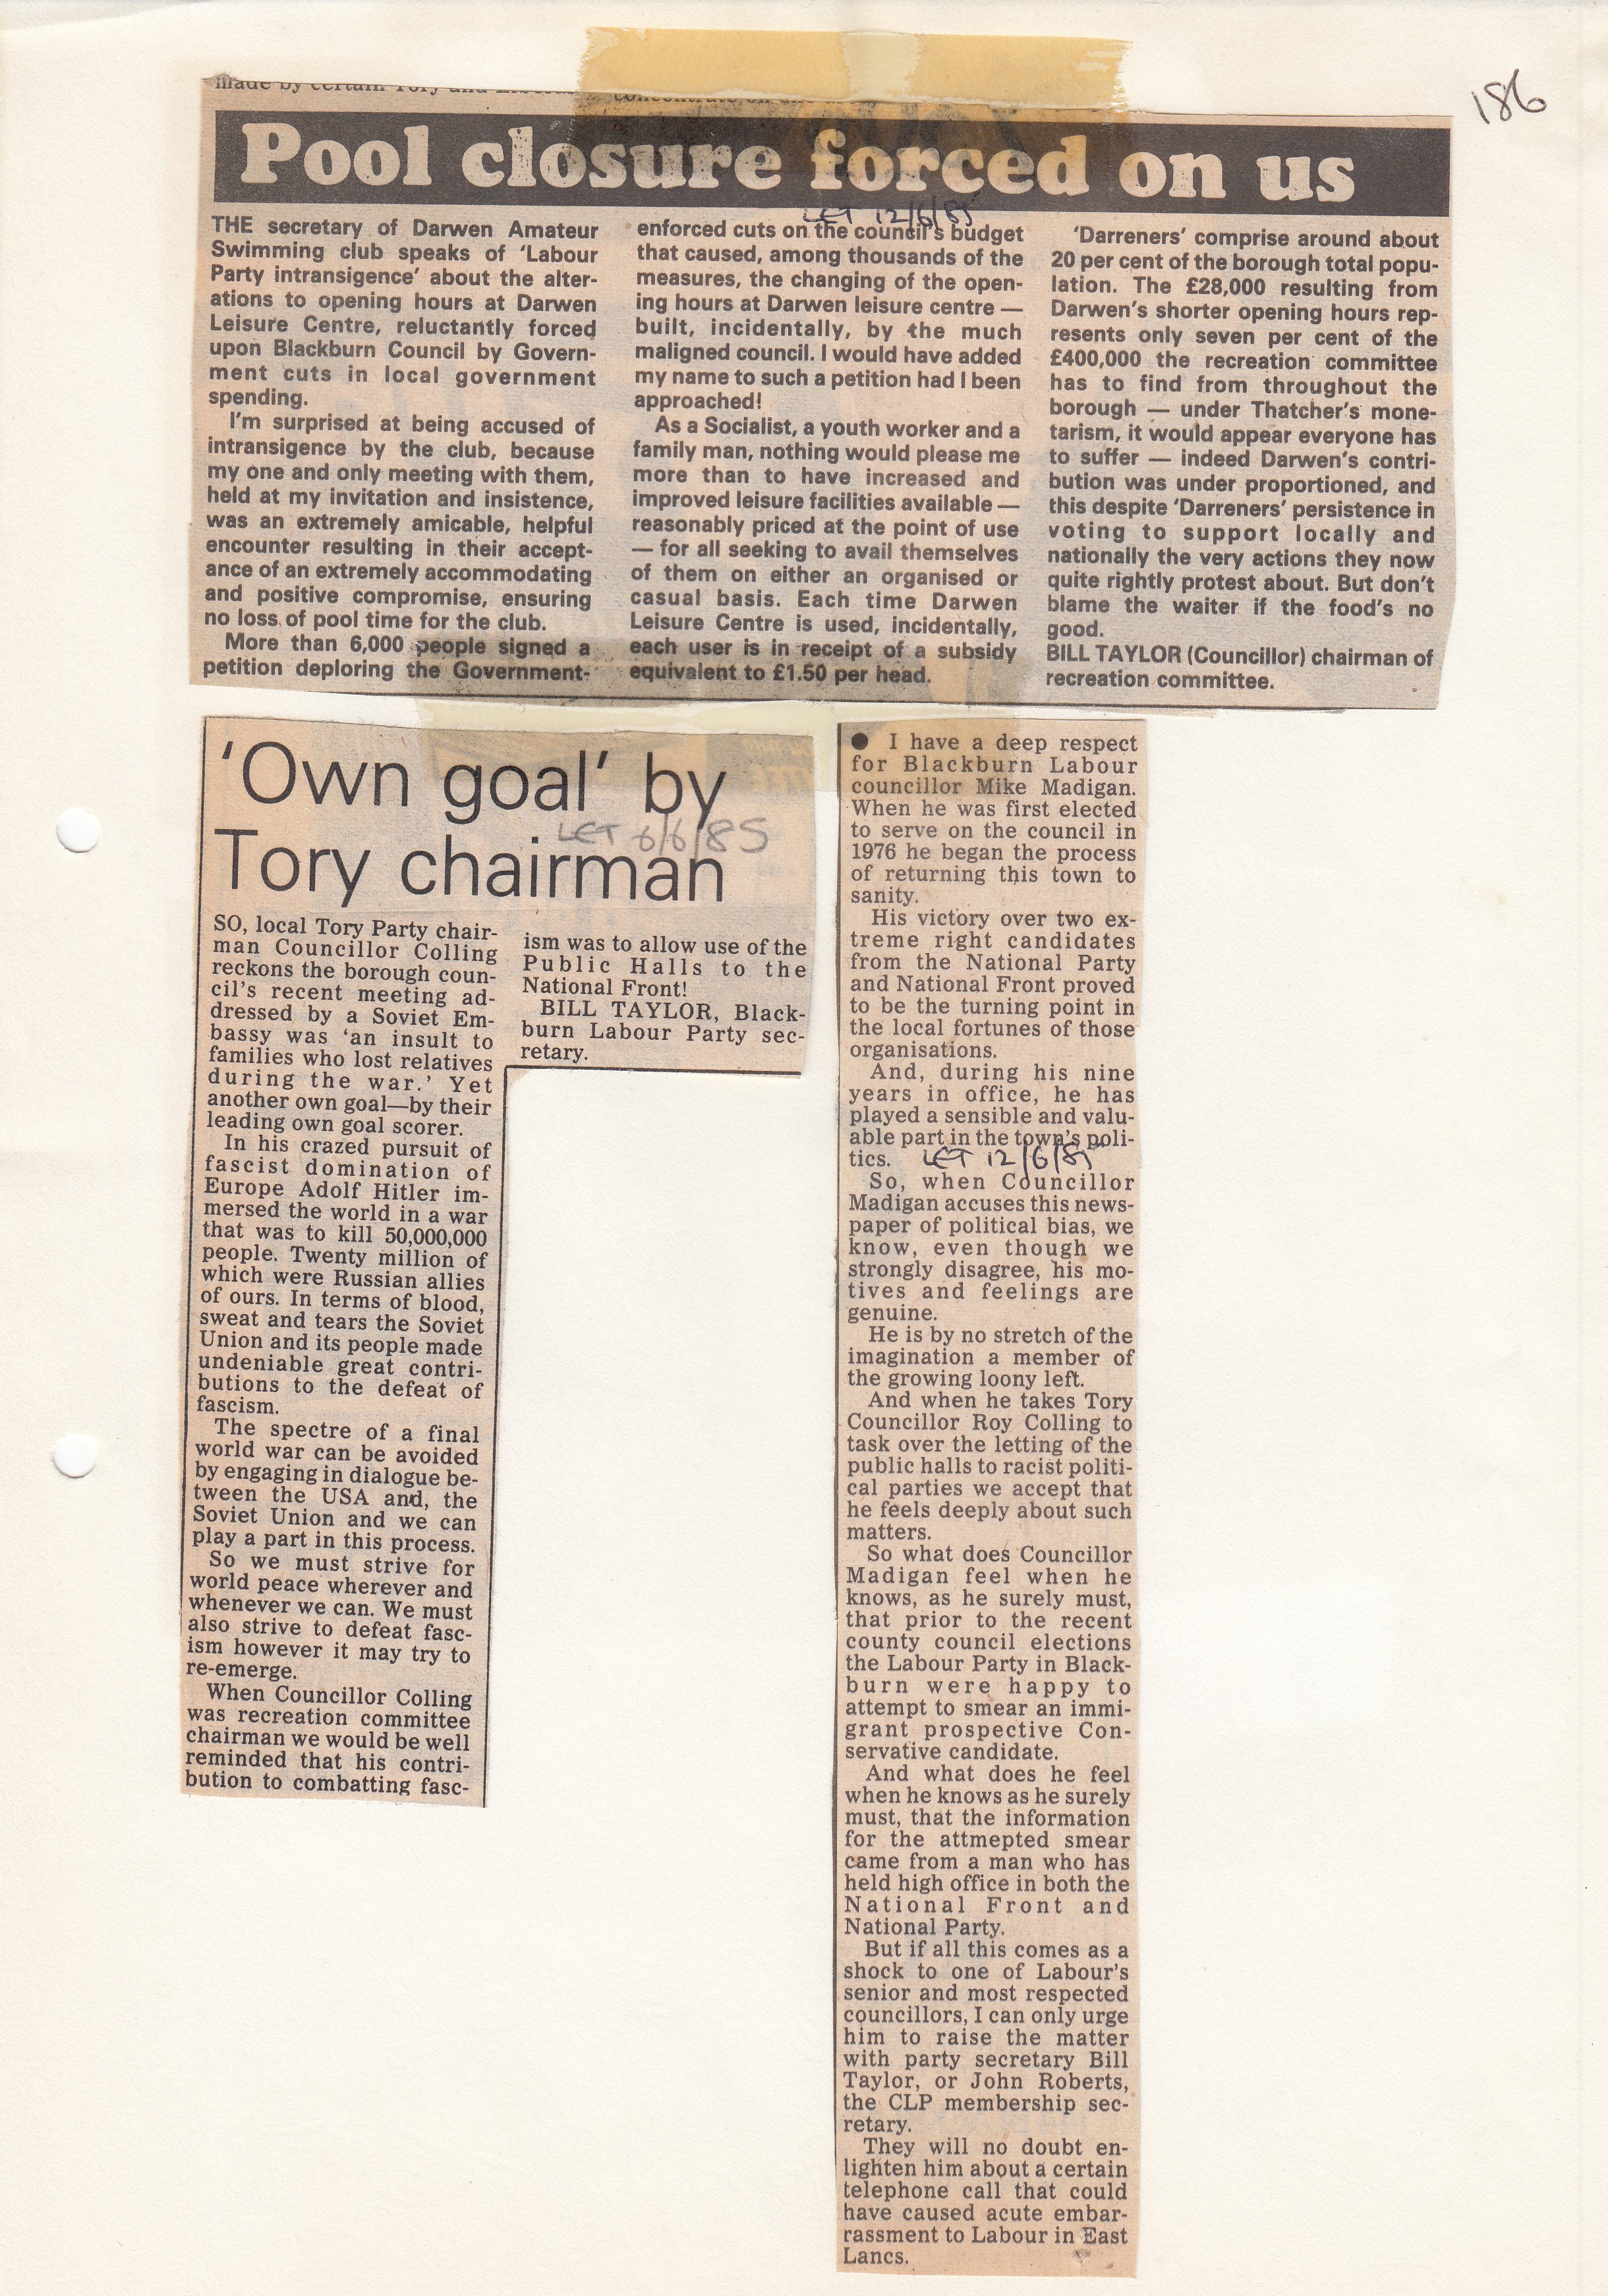 186
made by certain Tory and
Pool closure forced on us
LET 12/6/85
THE secretary of Darwen Amateur
Swimming club speaks of ‘Labour
Party intransigence’ about the alter-
ations to opening hours at Darwen
Leisure Centre, reluctantly forced
upon Blackburn Council by Govern-
ment cuts in local government
spending.
I’m surprised at being accused of
intransigence by the club, because
my one and only meeting with them,
held at my invitation and insistence,
was an extremely amicable, helpful
encounter resulting in their accept-
ance of an extremely accommodating
and positive compromise, ensuring
no loss of pool time for the club.
More than 6,000 people signed a
petition deploring the Government-
enforced cuts on the council’s budget
that caused, among thousands of the
measures, the changing of the open-
ing hours at Darwen leisure centre —
built, incidentally, by the much
maligned council. I would have added
my name to such a petition had I been
approached!
As a Socialist, a youth worker and a
family man, nothing would please me
more than to have increased and
improved leisure facilities available —
reasonably priced at the point of use
— for all seeking to avail themselves
of them on either an organised or
casual basis. Each time Darwen
Leisure Centre is used, incidentally,
each user is in receipt of a subsidy
equivalent to £1.50 per head.
‘Darreners’ comprise around about
20 per cent of the borough total popu-
lation. The £28,000 resulting from
Darwen’s shorter opening hours rep-
resents only seven per cent of the
£400,000 the recreation committee
has to find from throughout the
borough — under Thatcher’s mone-
tarism, it would appear everyone has
to suffer — indeed Darwen’s contri-
bution was under proportioned, and
this despite ‘Darreners’ persistence in
voting to support locally and
nationally the very actions they now
quite rightly protest about. But don’t
blame the waiter if the food’s no
good.
BILL TAYLOR (Councillor) chairman of
recreation committee.
‘Own goal’ by
Tory chairman
LET 6/6/85
SO, local Tory Party chair-
man Councillor Colling
reckons the borough coun-
cil’s recent meeting ad-
dressed by a Soviet Em-
bassy was ‘an insult to
families who lost relatives
during the war.’ Yet
another own goal—by their
leading own goal scorer.
In his crazed pursuit of
fascist domination of
Europe Adolf Hitler im-
mersed the world in a war
that was to kill 50,000,000
people. Twenty million of
which were Russian allies
of ours. In terms of blood,
sweat and tears the Soviet
Union and its people made
undeniable great contri-
butions to the defeat of
fascism.
The spectre of a final
world war can be avoided
by engaging in dialogue be-
tween the USA and, the
Soviet Union and we can
play a part in this process.
So we must strive for
world peace wherever and
whenever we can. We must
also strive to defeat fasc-
ism however it may try to
re-emerge.
When Councillor Colling
was recreation committee
chairman we would be well
reminded that his contri-
bution to combatting fasc-
ism was to allow use of the
Public Halls to the
National Front!
BILL TAYLOR, Black-
burn Labour Party sec-
retary.
● I have a deep respect
for Blackburn Labour
councillor Mike Madigan.
When he was first elected
to serve on the council in
1976 he began the process
of returning this town to
sanity.
His victory over two ex-
treme right candidates
from the National Party
and National Front proved
to be the turning point in
the local fortunes of those
organisations.
And, during his nine
years in office, he has
played a sensible and valu-
able part in the town’s poli-
tics.
LET 12/6/85
So, when Councillor
Madigan accuses this news-
paper of political bias, we
know, even though we
strongly disagree, his mo-
tives and feelings are
genuine.
He is by no stretch of the
imagination a member of
the growing loony left.
And when he takes Tory
Councillor Roy Colling to
task over the letting of the
public halls to racist politi-
cal parties we accept that
he feels deeply about such
matters.
So what does Councillor
Madigan feel when he
knows, as he surely must,
that prior to the recent
county council elections
the Labour Party in Black-
burn were happy to
attempt to smear an immi-
grant prospective Con-
servative candidate.
And what does he feel
when he knows as he surely
must, that the information
for the attmepted smear
came from a man who has
held high office in both the
National Front and
National Party.
But if all this comes as a
shock to one of Labour’s
senior and most respected
councillors, I can only urge
him to raise the matter
with party secretary Bill
Taylor, or John Roberts,
the CLP membership sec-
retary.
They will no doubt en-
lighten him about a certain
telephone call that could
have caused acute embar-
rassment to Labour in East
Lancs.